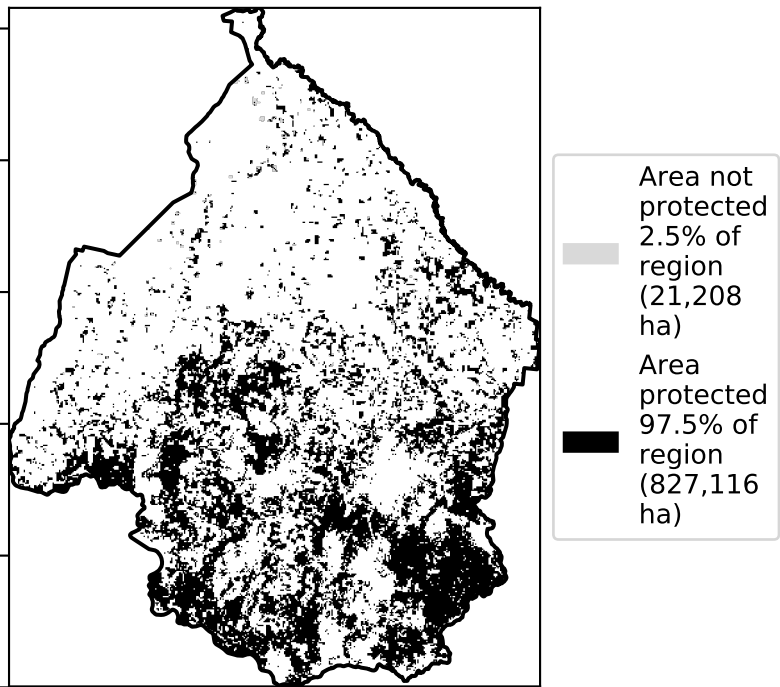 Area not
protected
2.5% of
region
(21,208
ha)
Area
protected
97.5% of
region
(827,116
ha)